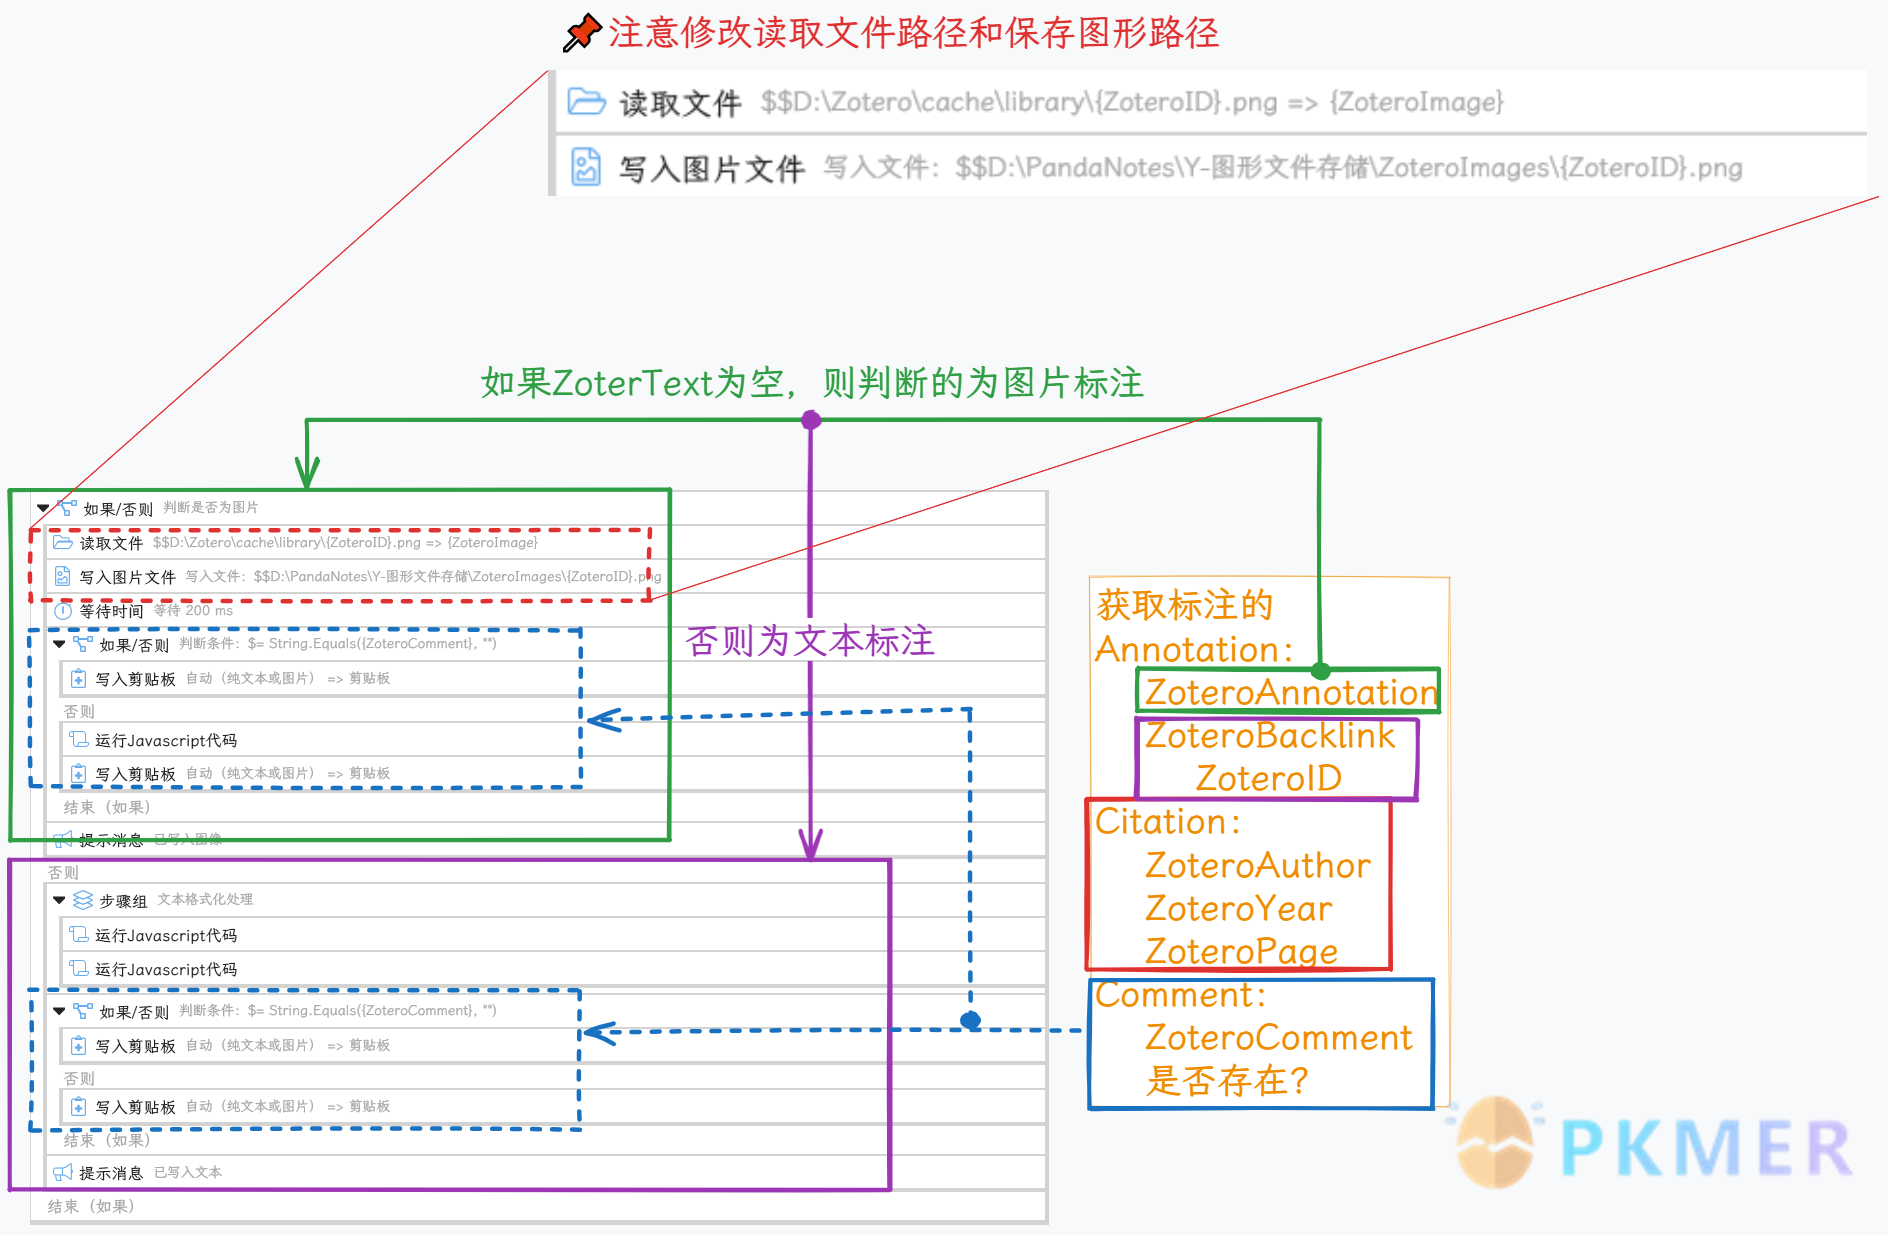 注意修改读取文件路径和保存图形路径
读取文件 $$D:\Zotero\cache\library\{ZoteroID}.png => {ZoteroImage}
写入图片文件 写入文件：$$D:\PandaNotes\Y-图形文件存储\ZoteroImages\{ZoteroID}.png
如果ZoterText为空，则判断的为图片标注
如果/否则 判断是否为图片
读取文件 $$D:\Zotero\cache\library\{ZoteroID}.png => {ZoteroImage}
写入图片文件 写入文件：$$D:\PandaNotes\Y-图形文件存储\ZoteroImages\{ZoteroID}.png
等待时间 等待 200 ms
如果/否则 判断条件：$= String.Equals({ZoteroComment}, "")
写入剪贴板 自动（纯文本或图片） => 剪贴板
否则
运行Javascript代码
写入剪贴板 自动（纯文本或图片） => 剪贴板
结束（如果）
提示消息 已写入图像
否则为文本标注
否则
步骤组 文本格式化处理
运行Javascript代码
运行Javascript代码
如果/否则 判断条件：$= String.Equals({ZoteroComment}, "")
写入剪贴板 自动（纯文本或图片） => 剪贴板
否则
写入剪贴板 自动（纯文本或图片） => 剪贴板
结束（如果）
提示消息 已写入文本
结束（如果）
获取标注的
Annotation：
ZoteroAnnotation
ZoteroBacklink
ZoteroID
Citation：
ZoteroAuthor
ZoteroYear
ZoteroPage
Comment：
ZoteroComment
是否存在？
PKMER